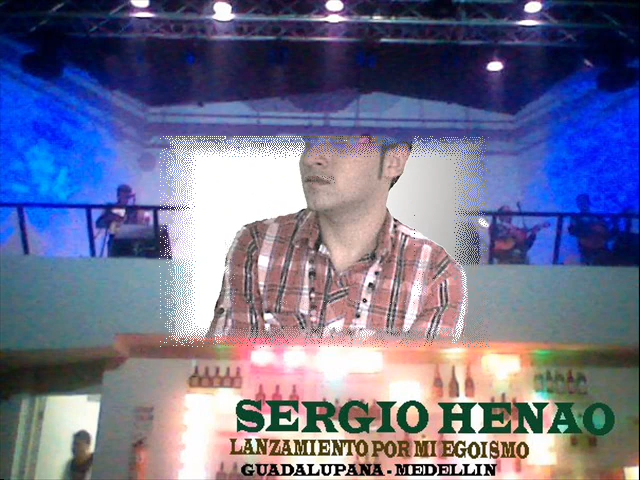 SERGIO HENAO
LANZAMIENTO POR MI EGOISMO
GUADALUPANA - MEDELLIN